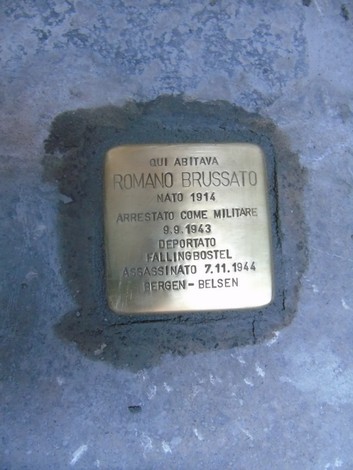 QUI ABITAVA
ROMANO BRUSSATO
NATO 1914
ARRESTATO COME MILITARE
9.9.1943
DEPORTATO
FALLINGBOSTEL
ASSASSINATO 7.11.1944
BERGEN-BELSEN